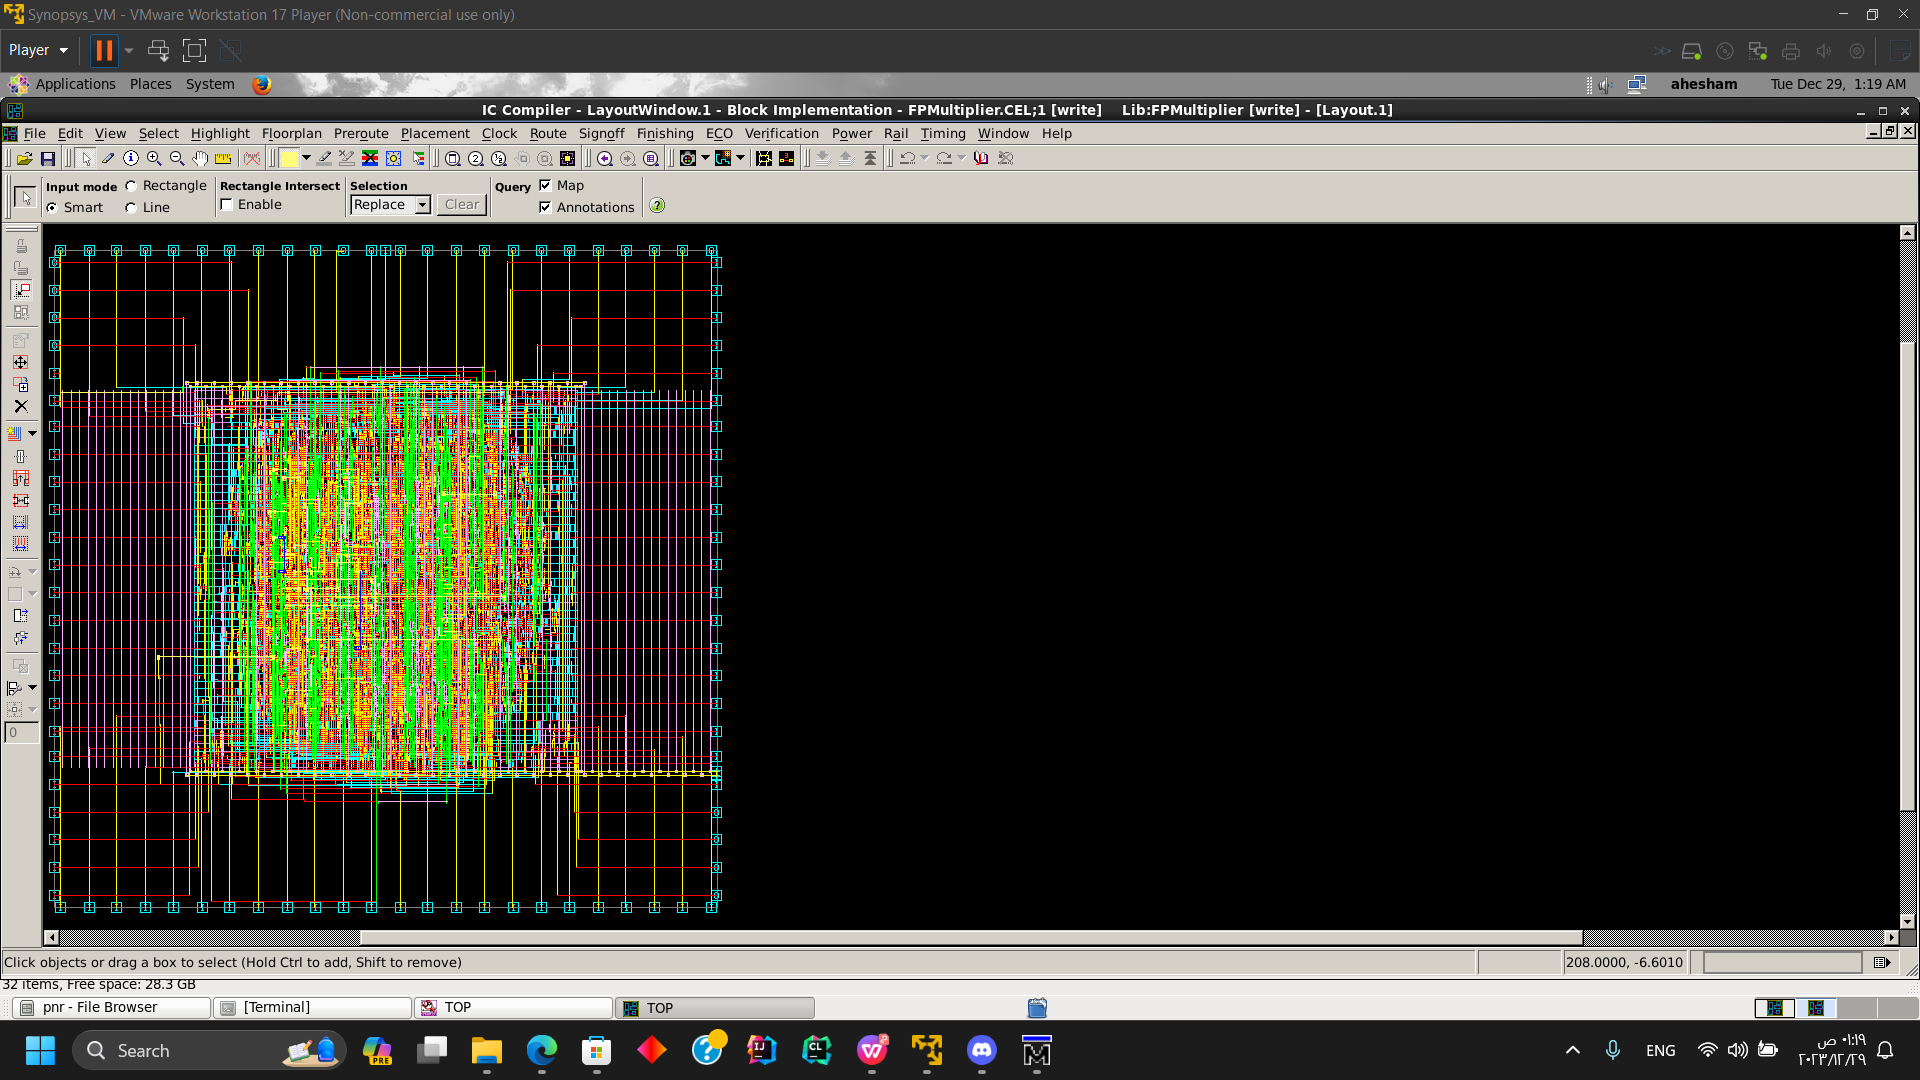 Synopsys_VM - VMware Workstation 17 Player (Non-commercial use only)
Player
Applications Places System ahesham Tue Dec 29, 1:19 AM
IC Compiler - LayoutWindow.1 - Block Implementation - FPMultiplier.CEL;1 [write] Lib:FPMultiplier [write] - [Layout.1]
File Edit View Select Highlight Floorplan Preroute Placement Clock Route Signoff Finishing ECO Verification Power Rail Timing Window Help
Input mode Rectangle Rectangle Intersect Selection Query Map
Smart Line Enable Replace Clear Annotations
0
Click objects or drag a box to select (Hold Ctrl to add, Shift to remove) 208.0000, -6.6010
32 items, Free space: 28.3 GB
pnr - File Browser [Terminal] TOP TOP
Search PRE ENG ٠١:١٩ ص
٢٠٢٣/١٢/٢٩